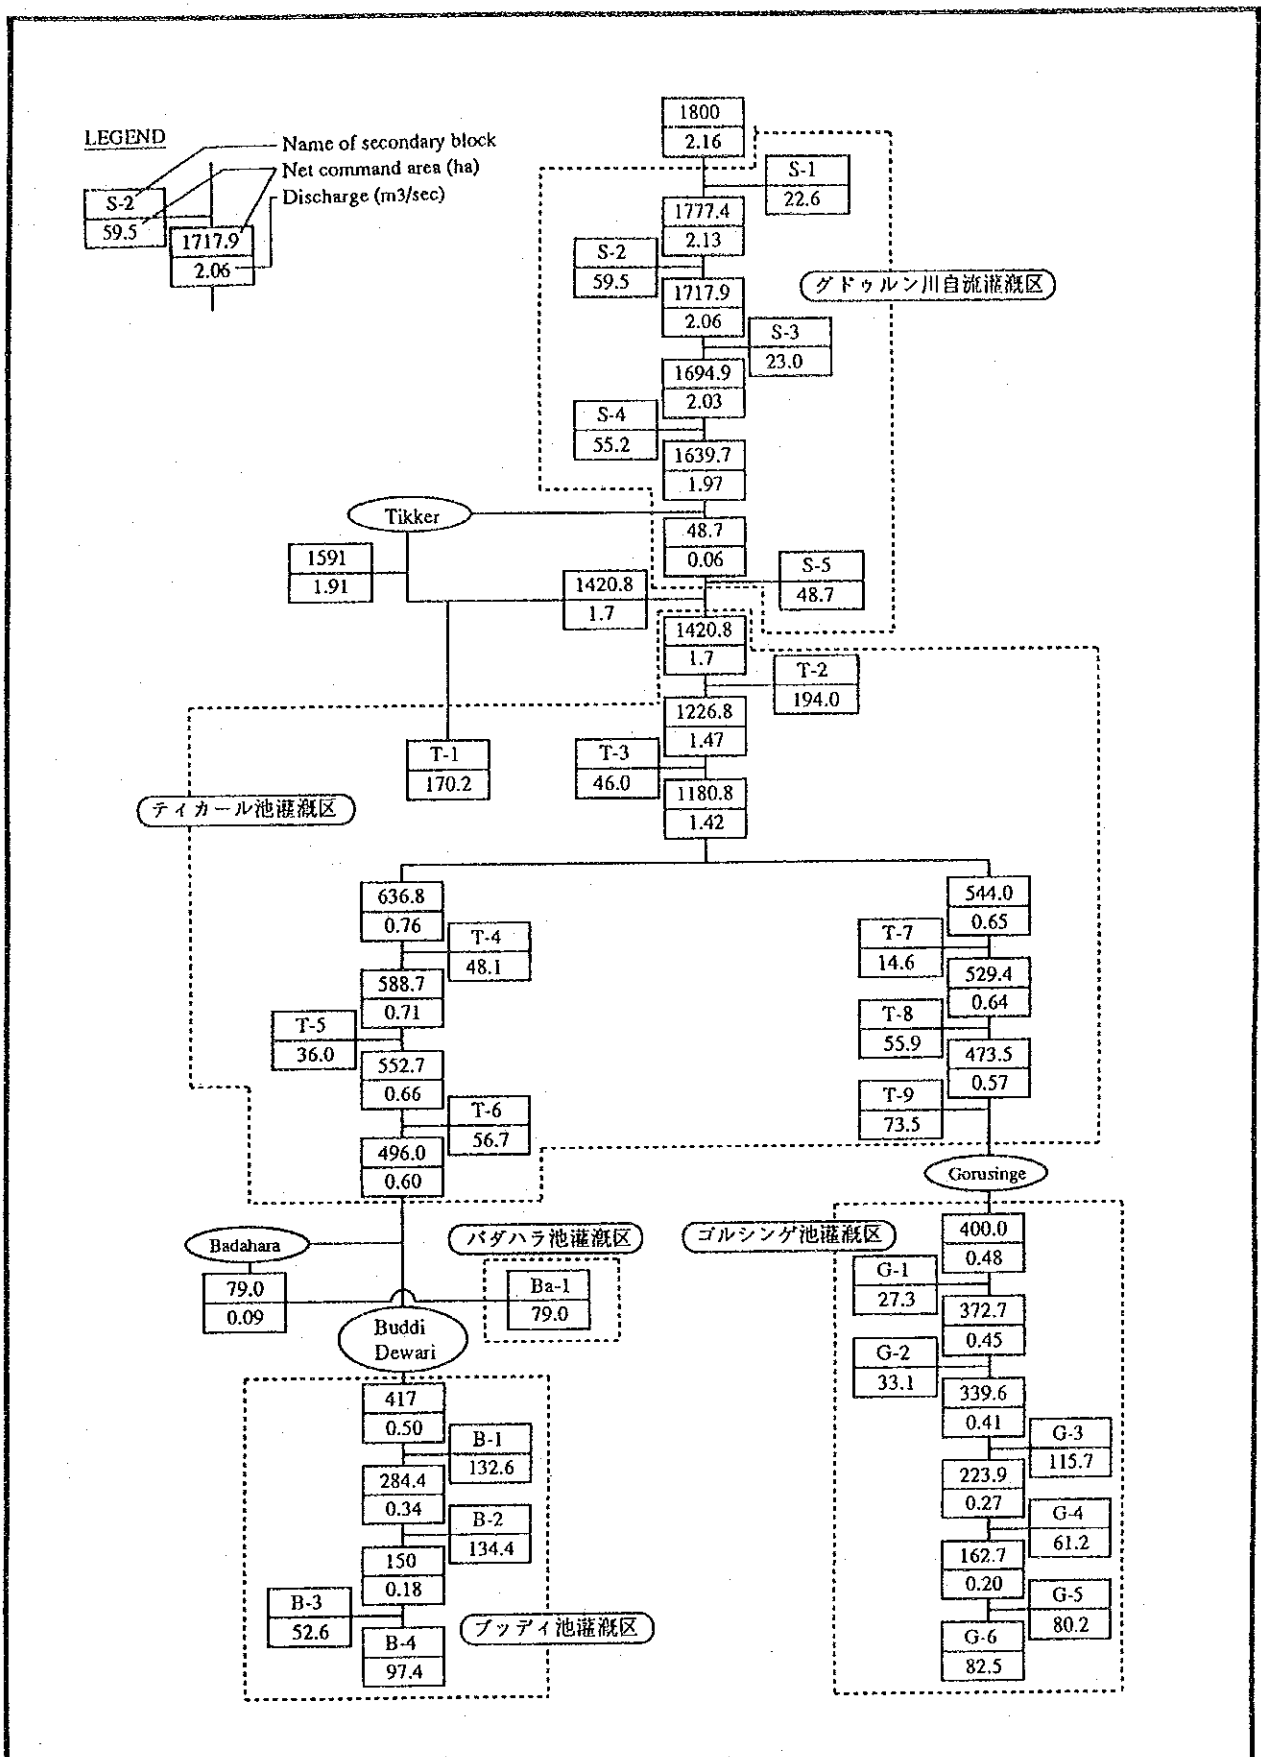 LEGEND
Name of secondary block
Net command area (ha)
Discharge (m3/sec)
S-2
59.5
1717.9
2.06
1800
2.16
S-1
22.6
1777.4
2.13
S-2
59.5
1717.9
2.06
グドゥルン川自流灌漑区
S-3
23.0
1694.9
2.03
S-4
55.2
1639.7
1.97
Tikker
48.7
0.06
1591
1.91
S-5
48.7
1420.8
1.7
1420.8
1.7
T-2
194.0
1226.8
1.47
T-1
170.2
T-3
46.0
1180.8
1.42
ティカール池灌漑区
636.8
0.76
544.0
0.65
T-4
48.1
T-7
14.6
588.7
0.71
529.4
0.64
T-5
36.0
T-8
55.9
552.7
0.66
473.5
0.57
T-6
56.7
T-9
73.5
496.0
0.60
Gorusinge
Badahara
バダハラ池灌漑区
ゴルシンゲ池灌漑区
400.0
0.48
79.0
0.09
Ba-1
79.0
G-1
27.3
372.7
0.45
Buddi
Dewari
G-2
33.1
339.6
0.41
417
0.50
B-1
132.6
G-3
115.7
284.4
0.34
223.9
0.27
B-2
134.4
G-4
61.2
150
0.18
162.7
0.20
B-3
52.6
G-5
80.2
B-4
97.4
ブッディ池灌漑区
G-6
82.5